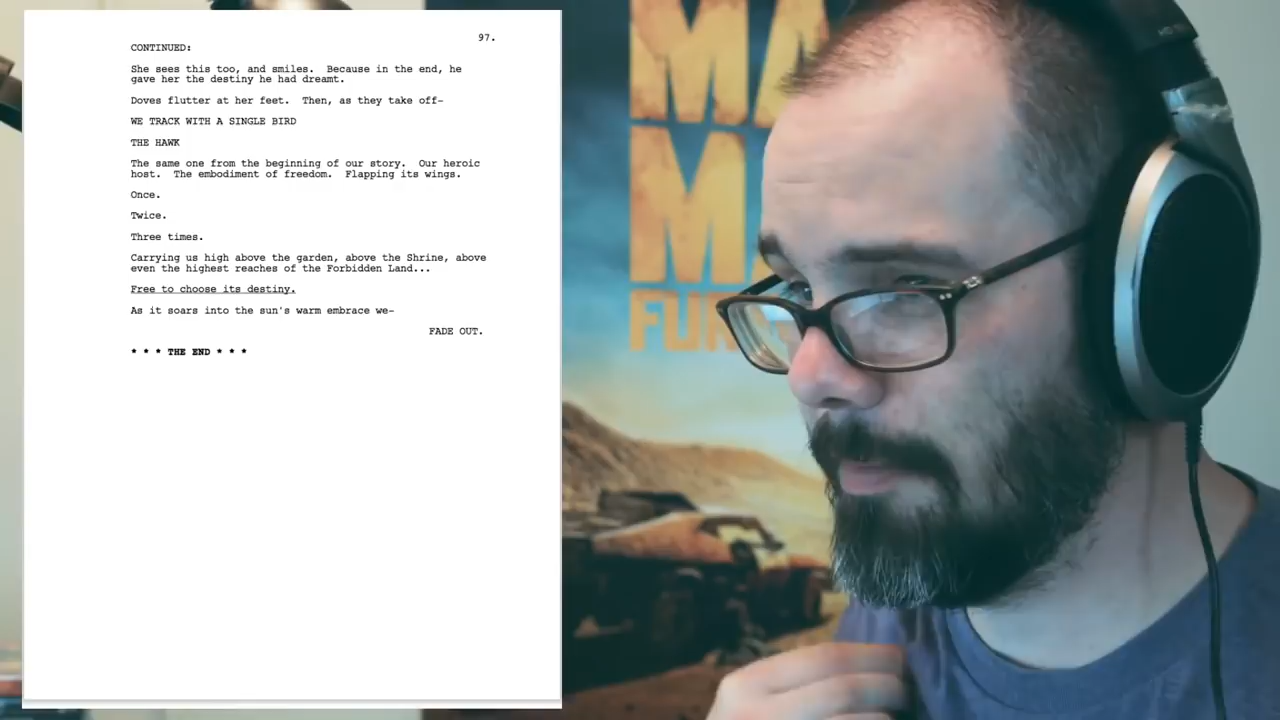 97.
CONTINUED:
She sees this too, and smiles.  Because in the end, he
gave her the destiny he had dreamt.
Doves flutter at her feet.  Then, as they take off-
WE TRACK WITH A SINGLE BIRD
THE HAWK
The same one from the beginning of our story.  Our heroic
host.  The embodiment of freedom.  Flapping its wings.
Once.
Twice.
Three times.
Carrying us high above the garden, above the Shrine, above
even the highest reaches of the Forbidden Land...
Free to choose its destiny.
As it soars into the sun's warm embrace we-
FADE OUT.
* * * THE END * * *
MA
M
FUR